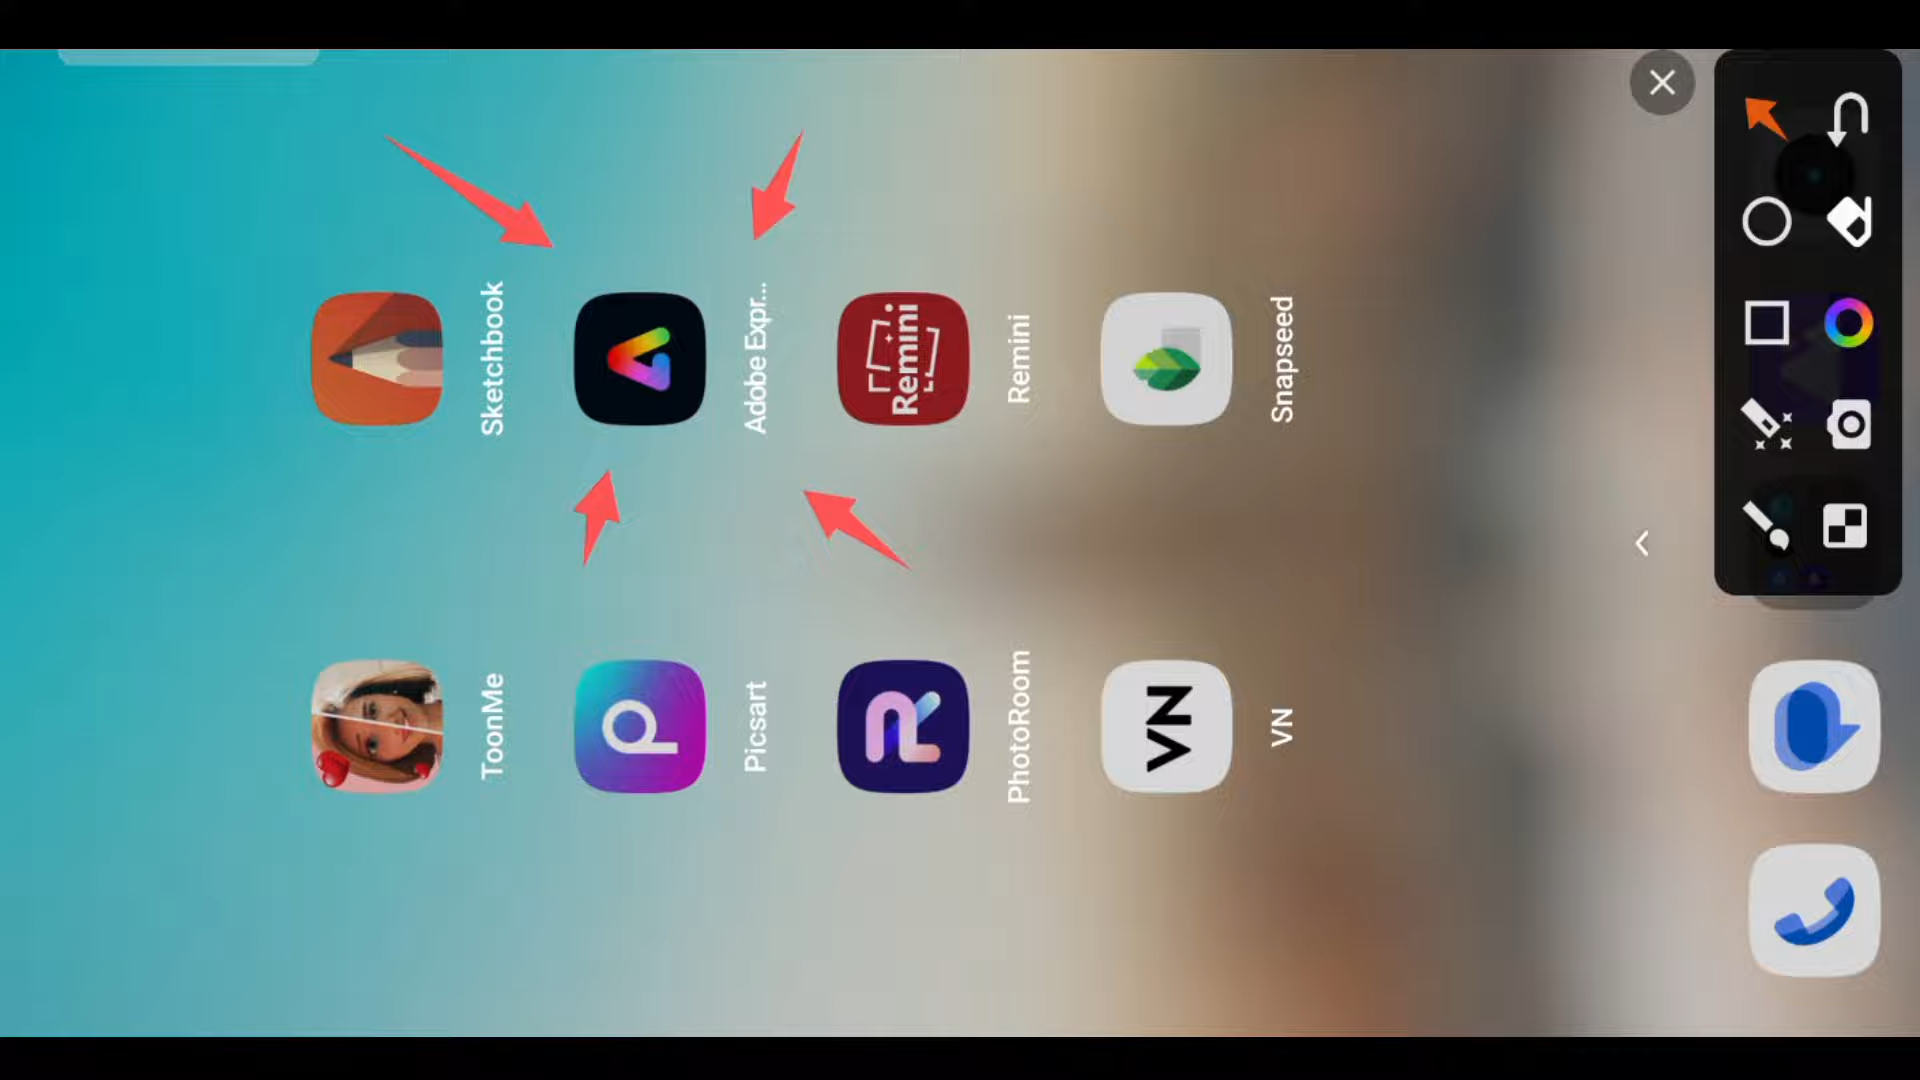 ToonMe
Sketchbook
Picsart
Adobe Expr...
Remini
PhotoRoom
Remini
VN
VN
Snapseed